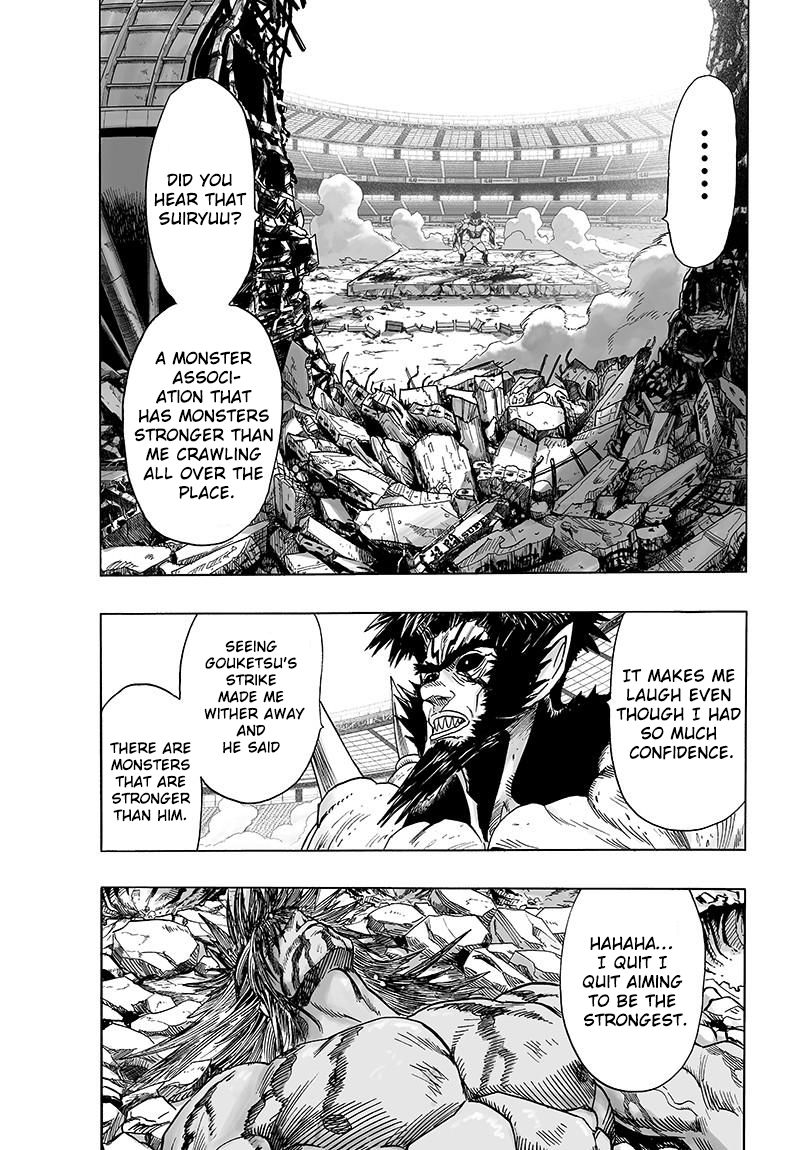 ......
DID YOU
HEAR THAT
SUIRYUU?
A MONSTER
ASSOCI-
ATION THAT
HAS MONSTERS
STRONGER THAN
ME CRAWLING
ALL OVER THE
PLACE.
IT MAKES ME
LAUGH EVEN
THOUGH I HAD
SO MUCH
CONFIDENCE.
SEEING
GOUKETSU'S
STRIKE
MADE ME
WITHER AWAY
AND
HE SAID
THERE ARE
MONSTERS
THAT ARE
STRONGER
THAN HIM.
HAHAHA...
I QUIT I
QUIT AIMING
TO BE THE
STRONGEST.